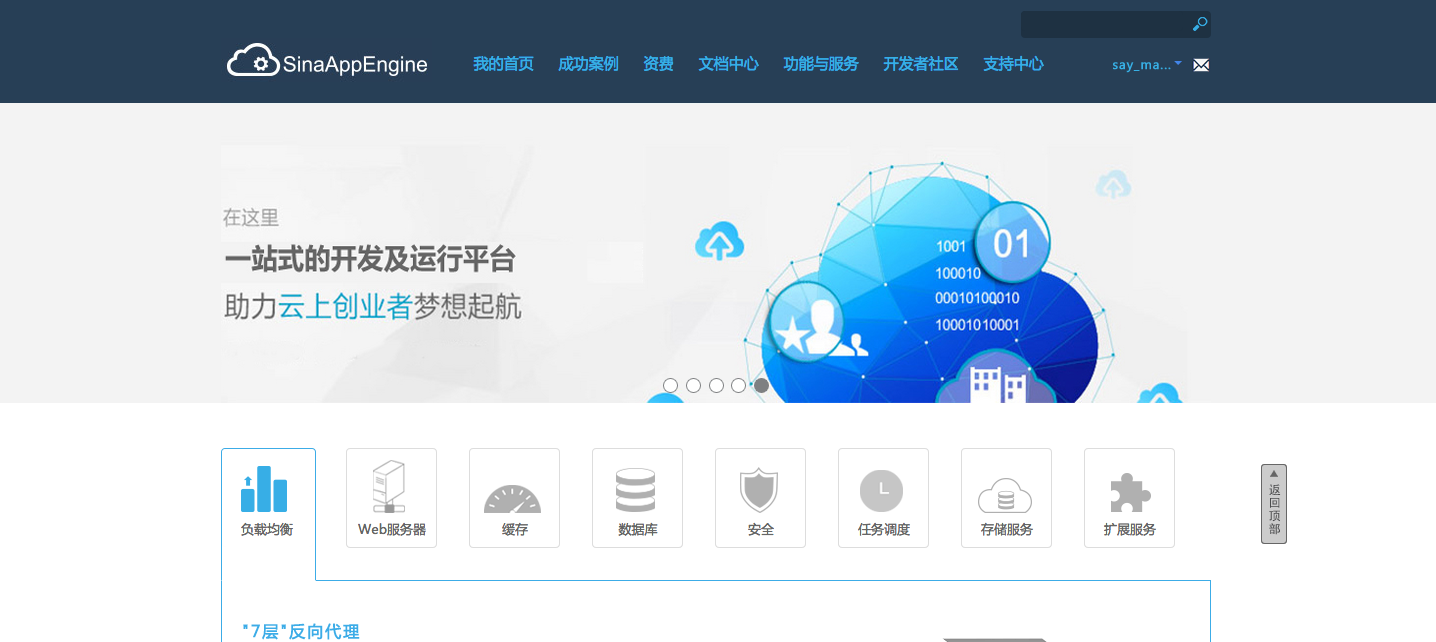 SinaAppEngine
我的首页 成功案例 资费 文档中心 功能与服务 开发者社区 支持中心
say_ma...
在这里
一站式的开发及运行平台
助力云上创业者梦想起航
01
1001
100010
00010100010
10001010001
负载均衡 Web服务器 缓存 数据库 安全 任务调度 存储服务 扩展服务
返回顶部
"7层"反向代理